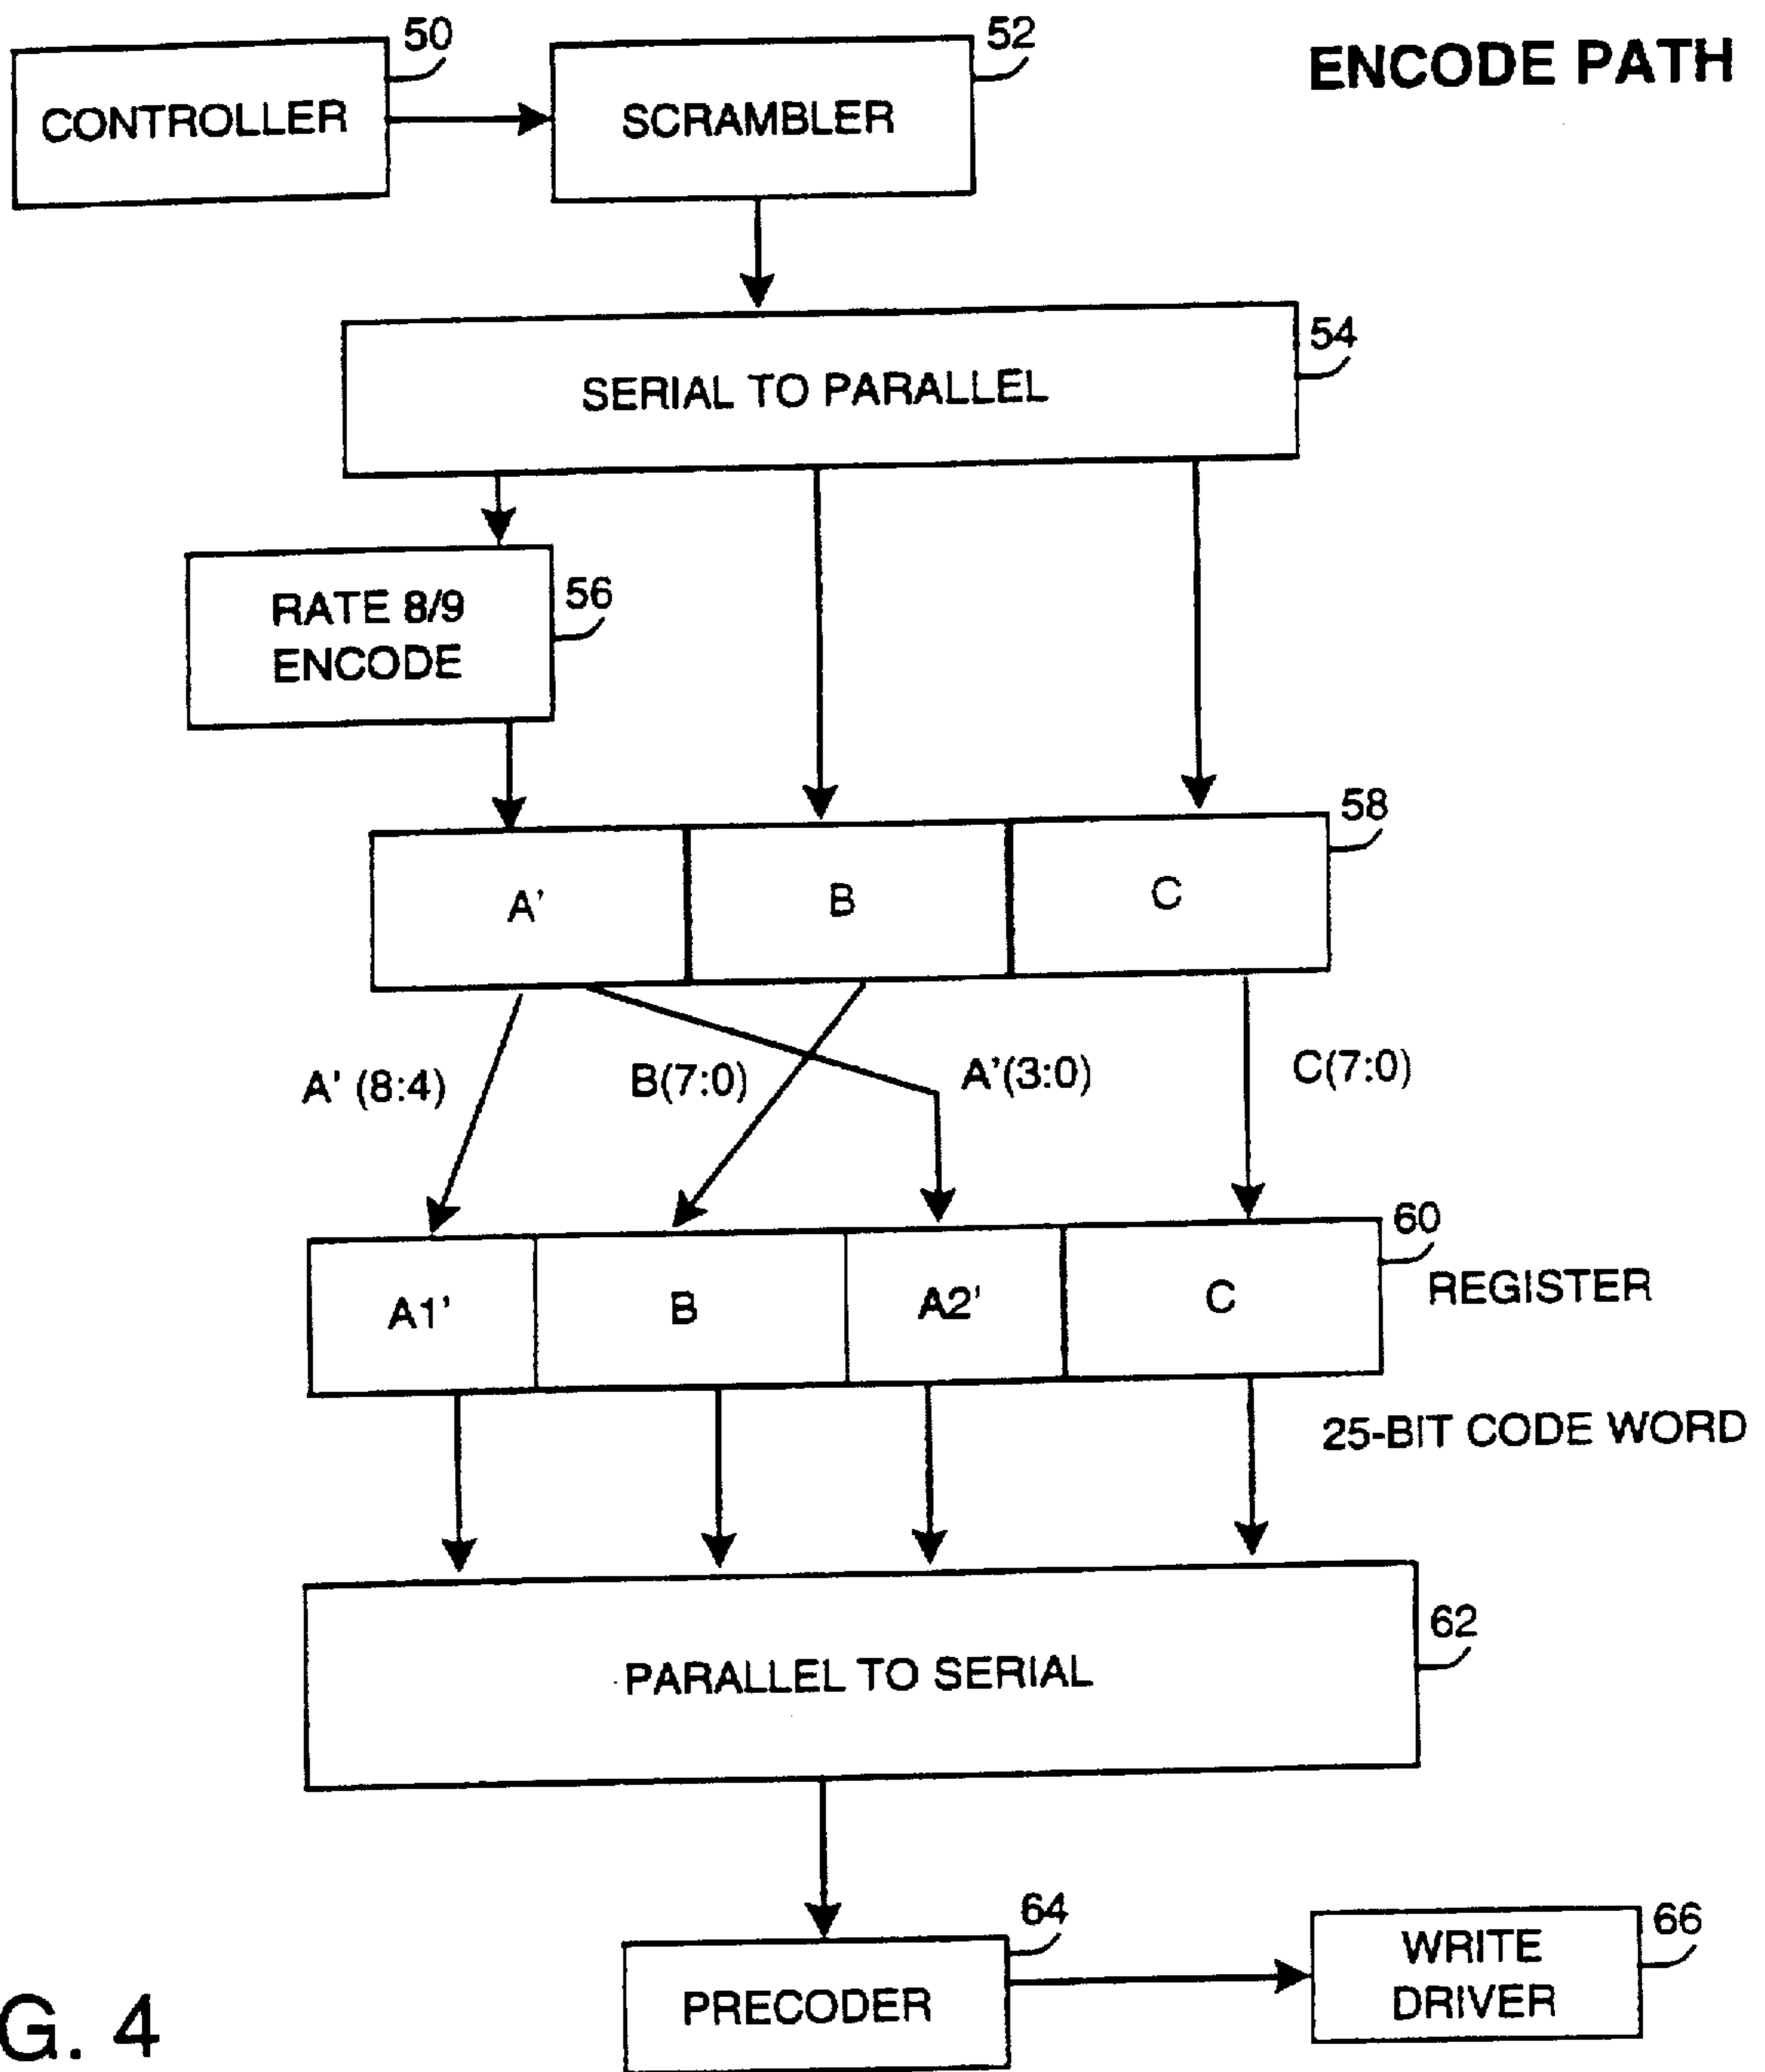 50
52
ENCODE PATH
CONTROLLER
SCRAMBLER
54
SERIAL TO PARALLEL
56
RATE 8/9
ENCODE
58
A'
B
C
A' (8:4)
B(7:0)
A'(3:0)
C(7:0)
60
REGISTER
A1'
B
A2'
C
25-BIT CODE WORD
62
PARALLEL TO SERIAL
64
66
PRECODER
WRITE
DRIVER
G. 4